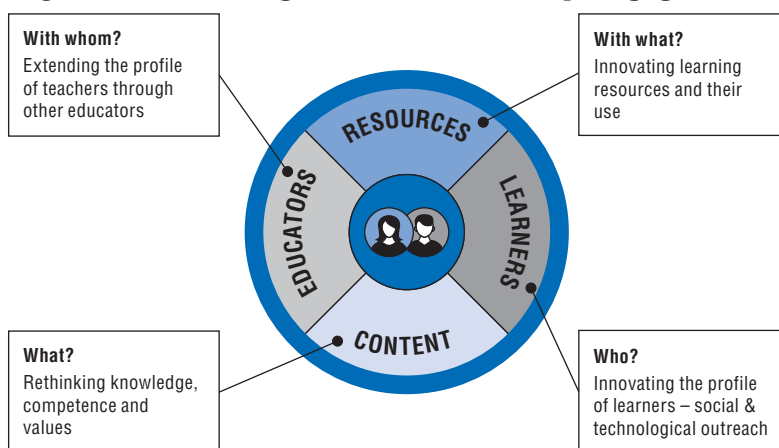 With whom?
Extending the profile
of teachers through
other educators
With what?
Innovating learning
resources and their
use
RESOURCES
EDUCATORS
LEARNERS
CONTENT
What?
Rethinking knowledge,
competence and
values
Who?
Innovating the profile
of learners – social &
technological outreach